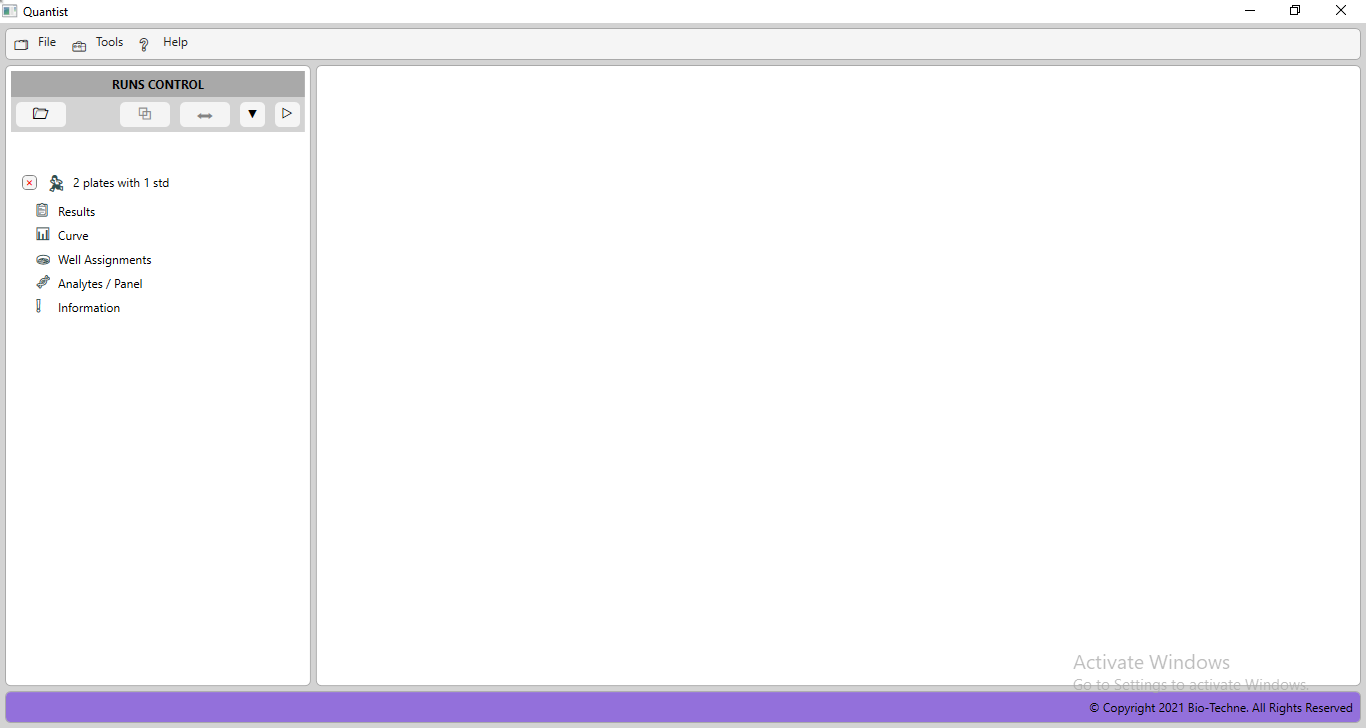 Quantist
File Tools Help
RUNS CONTROL
2 plates with 1 std
Results
Curve
Well Assignments
Analytes / Panel
Information
Activate Windows
Go to Settings to activate Windows.
© Copyright 2021 Bio-Techne. All Rights Reserved